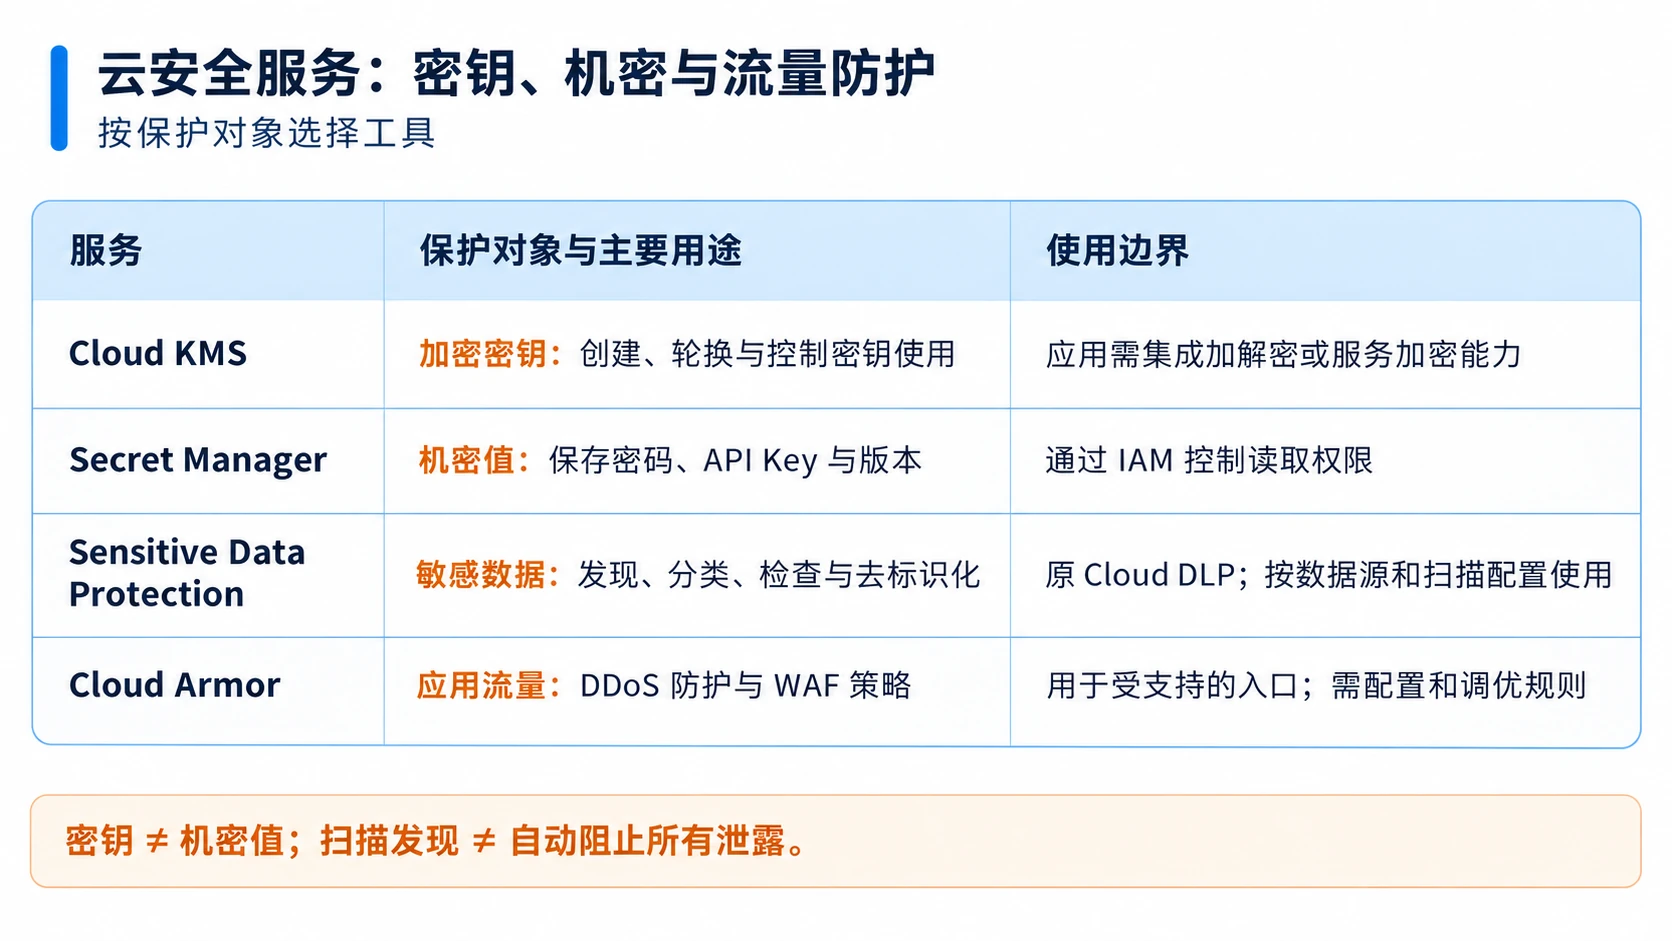 云安全服务：密钥、机密与流量防护
按保护对象选择工具
服务
保护对象与主要用途
使用边界
Cloud KMS
加密密钥：创建、轮换与控制密钥使用
应用需集成加解密或服务加密能力
Secret Manager
机密值：保存密码、API Key 与版本
通过 IAM 控制读取权限
Sensitive Data
Protection
敏感数据：发现、分类、检查与去标识化
原 Cloud DLP；按数据源和扫描配置使用
Cloud Armor
应用流量：DDoS 防护与 WAF 策略
用于受支持的入口；需配置和调优规则
密钥 ≠ 机密值；扫描发现 ≠ 自动阻止所有泄露。